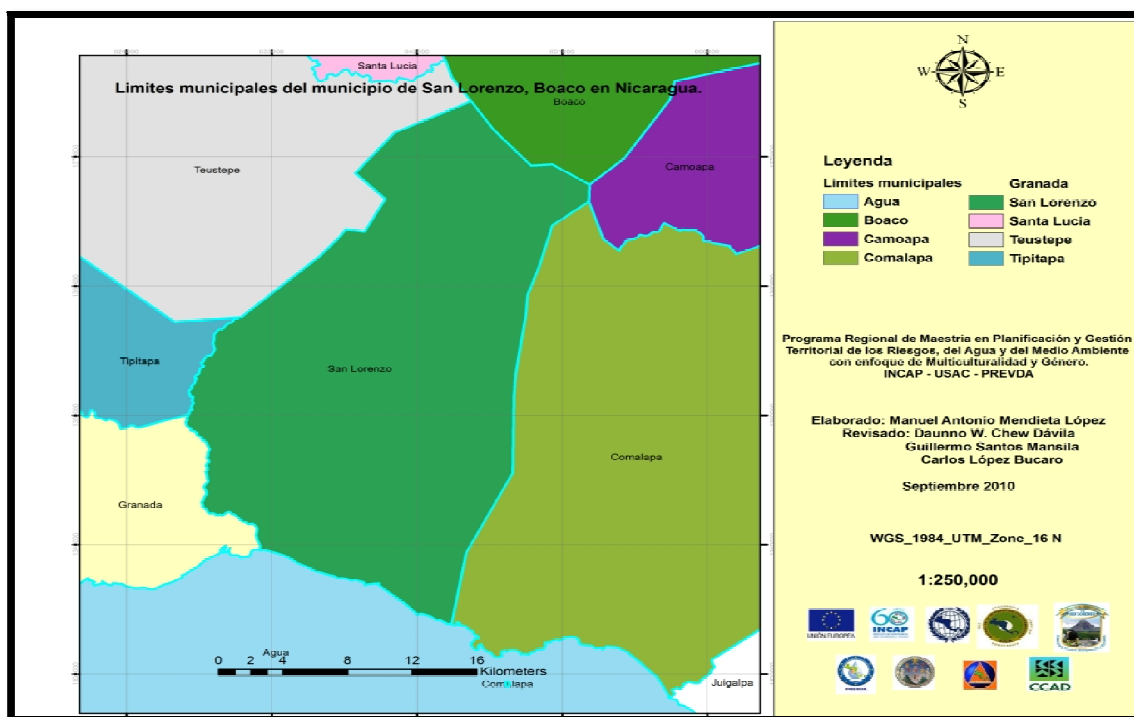 Santa Lucia
Limites municipales del municipio de San Lorenzo, Boaco en Nicaragua.
Boaco
Camoapa
Teustepe
Tipitapa
San Lorenzo
Comalapa
Granada
Agua
0 2 4 8 12 16
Kilometers
Comalapa
Juigalpa
N
W E
S
Leyenda
Limites municipales
Agua
Boaco
Camoapa
Comalapa
Granada
San Lorenzo
Santa Lucia
Teustepe
Tipitapa
Programa Regional de Maestria en Planificación y Gestión
Territorial de los Riesgos, del Agua y del Medio Ambiente
con enfoque de Multiculturalidad y Género.
INCAP - USAC - PREVDA
Elaborado: Manuel Antonio Mendieta López
Revisado: Daunno W. Chew Dávila
Guillermo Santos Mansila
Carlos López Bucaro
Septiembre 2010
WGS_1984_UTM_Zone_16 N
1:250,000
UNIÓN EUROPEA
60
INCAP
CCAD